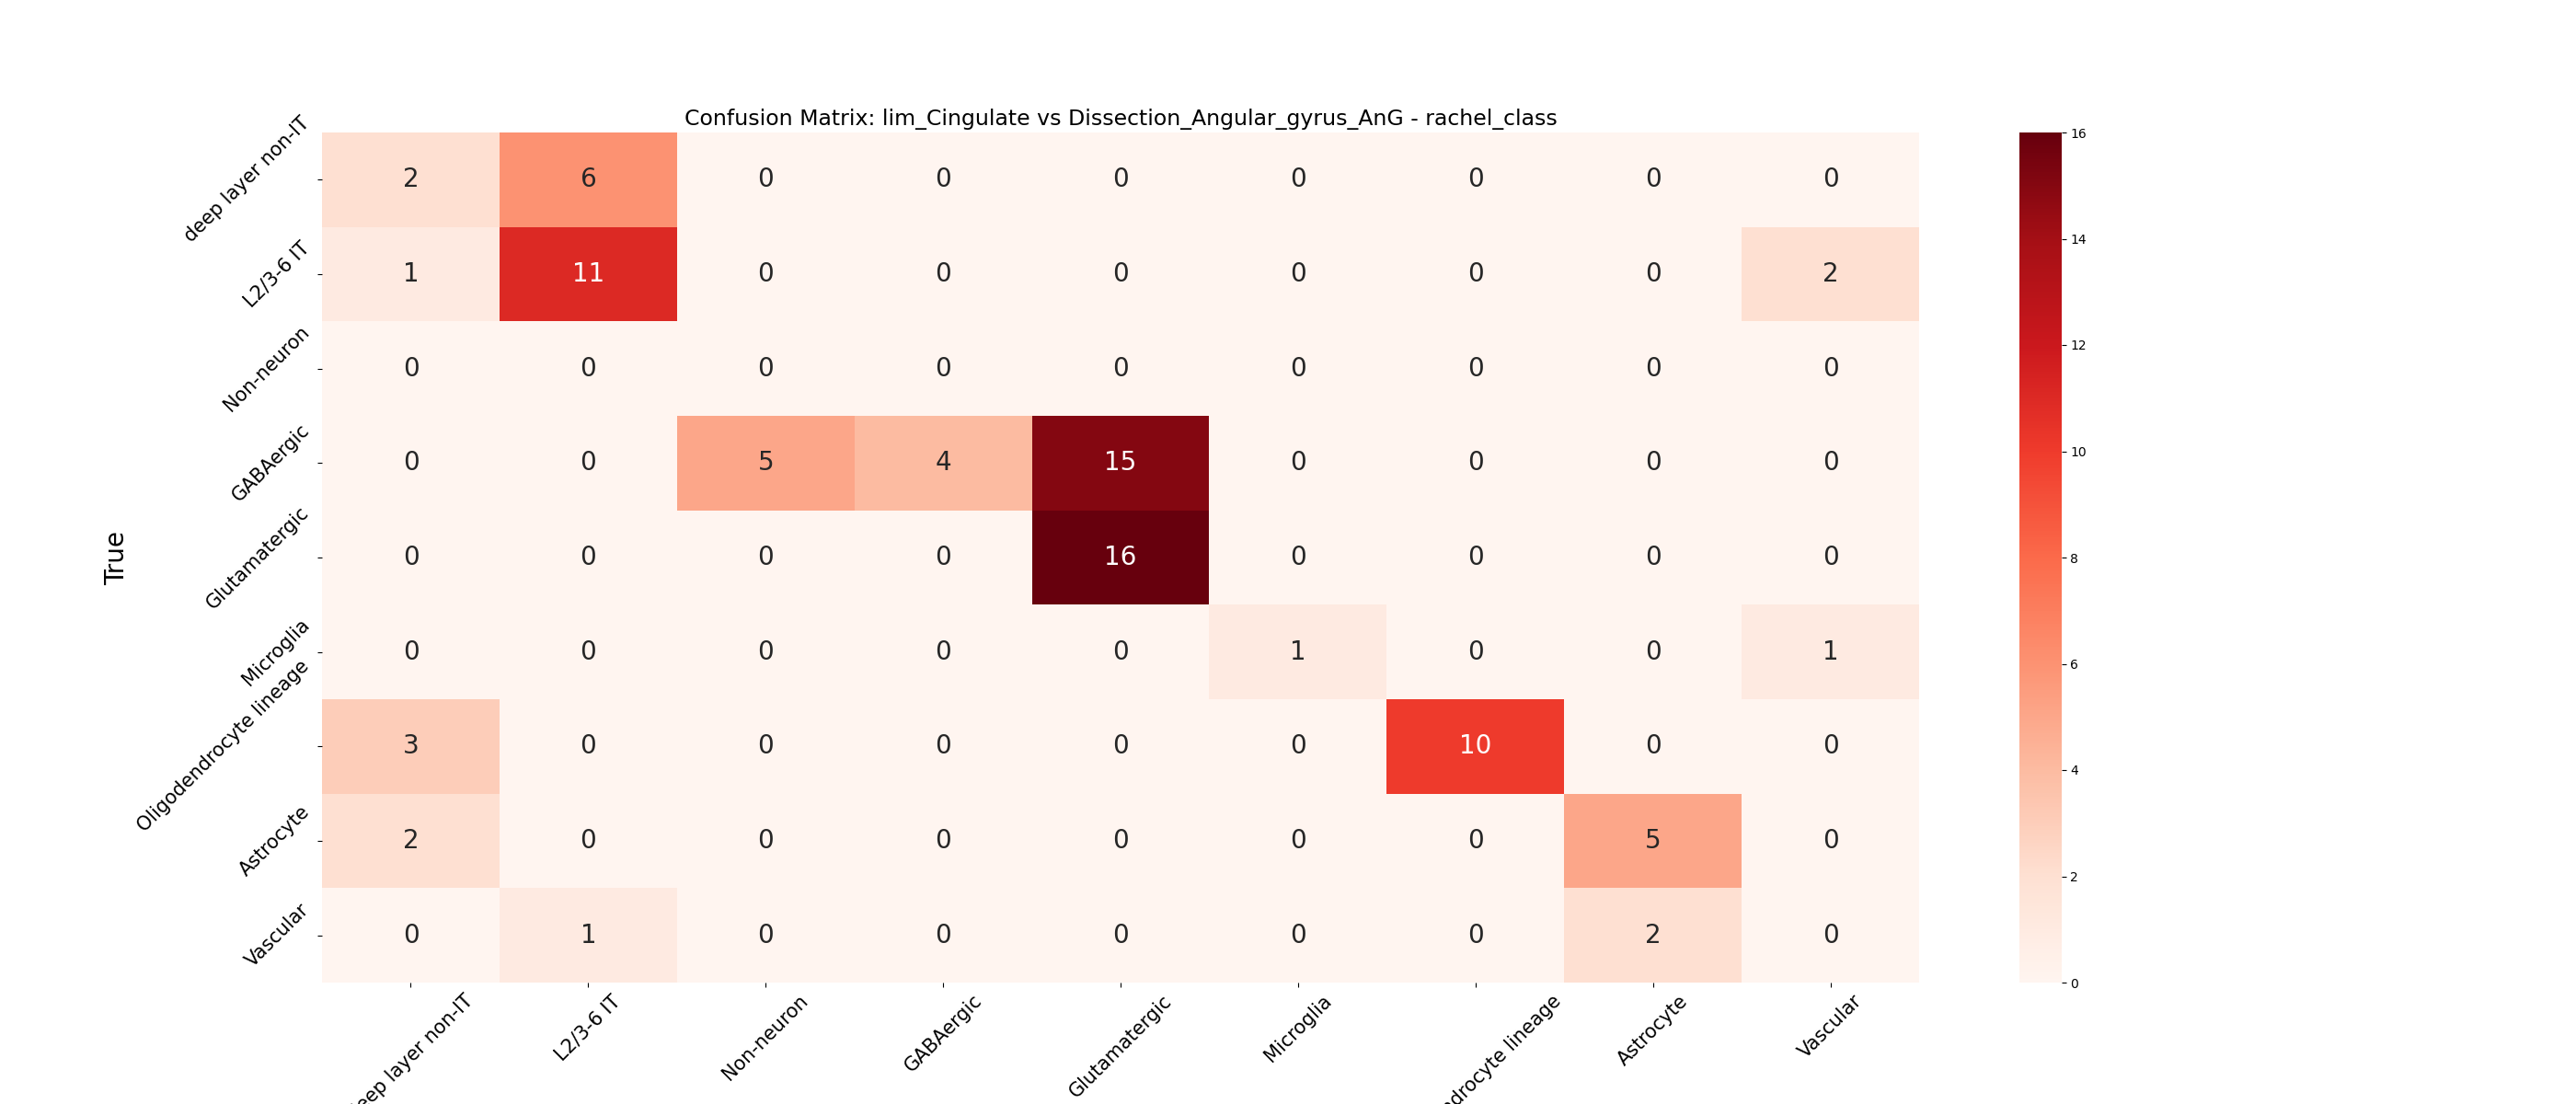 Confusion Matrix: lim_Cingulate vs Dissection_Angular_gyrus_AnG - rachel_class
True
deep layer non-IT 2 6 0 0 0 0 0 0 0
L2/3-6 IT 1 11 0 0 0 0 0 0 2
Non-neuron 0 0 0 0 0 0 0 0 0
GABAergic 0 0 5 4 15 0 0 0 0
Glutamatergic 0 0 0 0 16 0 0 0 0
Microglia 0 0 0 0 0 1 0 0 1
Oligodendrocyte lineage 3 0 0 0 0 0 10 0 0
Astrocyte 2 0 0 0 0 0 0 5 0
Vascular 0 1 0 0 0 0 0 2 0
eep layer non-IT
L2/3-6 IT
Non-neuron
GABAergic
Glutamatergic
Microglia
ndrocyte lineage
Astrocyte
Vascular
16
14
12
10
8
6
4
2
0